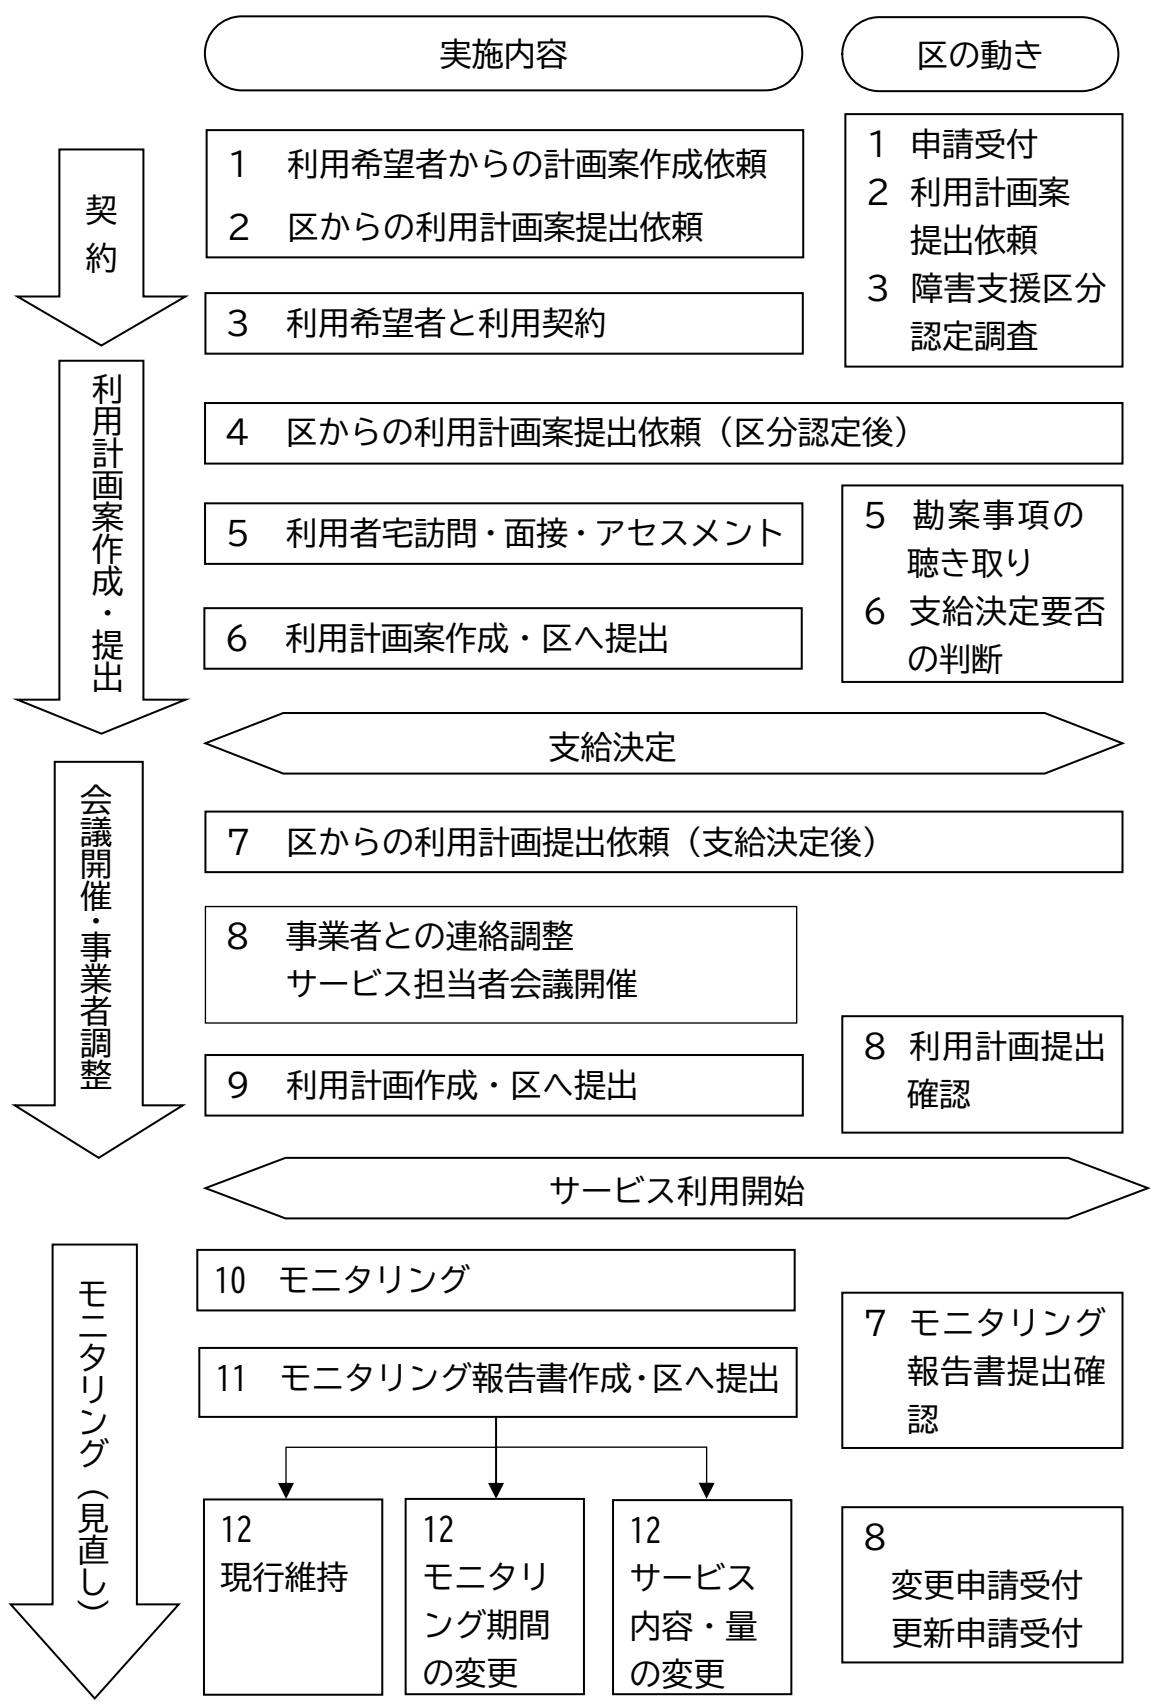 実施内容
区の動き
契約
1 利用希望者からの計画案作成依頼
2 区からの利用計画案提出依頼
3 利用希望者と利用契約
1 申請受付
2 利用計画案
提出依頼
3 障害支援区分
認定調査
利用計画案作成・提出
4 区からの利用計画案提出依頼（区分認定後）
5 利用者宅訪問・面接・アセスメント
6 利用計画案作成・区へ提出
5 勘案事項の
聴き取り
6 支給決定要否
の判断
支給決定
会議開催・事業者調整
7 区からの利用計画提出依頼（支給決定後）
8 事業者との連絡調整
サービス担当者会議開催
9 利用計画作成・区へ提出
8 利用計画提出
確認
サービス利用開始
モニタリング（見直し）
10 モニタリング
11 モニタリング報告書作成・区へ提出
7 モニタリング
報告書提出確
認
12
現行維持
12
モニタリ
ング期間
の変更
12
サービス
内容・量
の変更
8
変更申請受付
更新申請受付